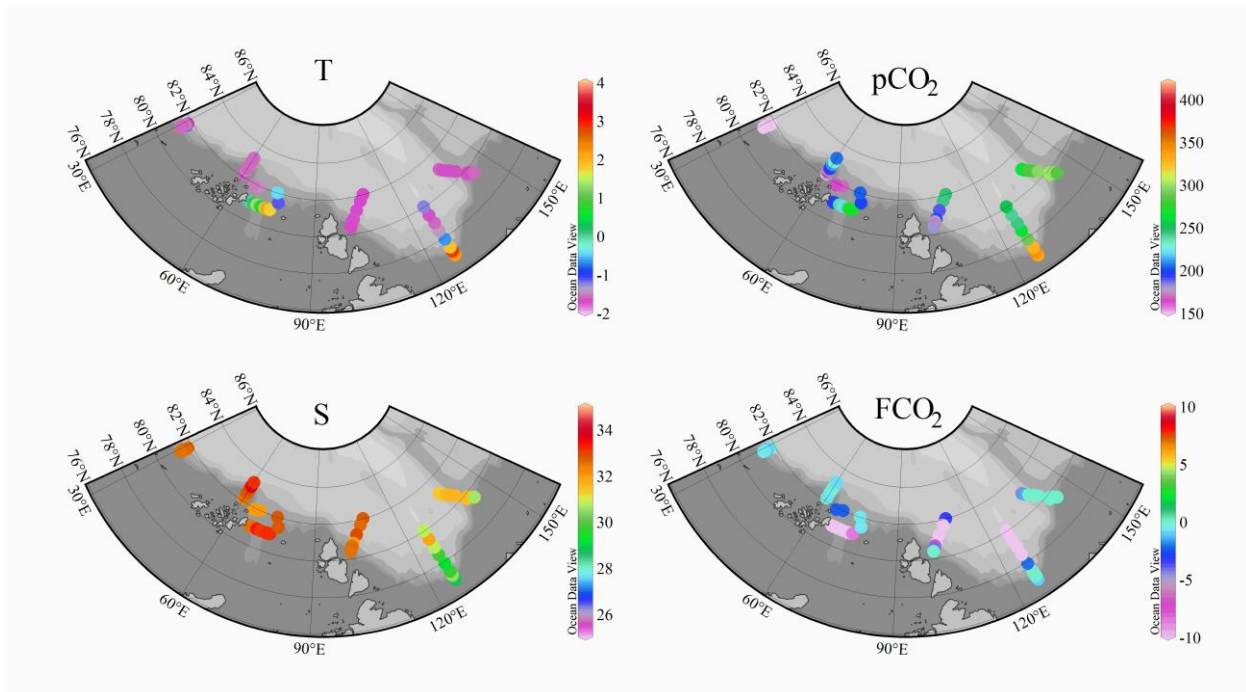 T
86°N
84°N
82°N
80°N
78°N
76°N
30°E
60°E
90°E
120°E
150°E
4
3
2
1
0
-1
-2
Ocean Data View
pCO₂
86°N
84°N
82°N
80°N
78°N
76°N
30°E
60°E
90°E
120°E
150°E
400
350
300
250
200
150
Ocean Data View
S
86°N
84°N
82°N
80°N
78°N
76°N
30°E
60°E
90°E
120°E
150°E
34
32
30
28
26
Ocean Data View
FCO₂
86°N
84°N
82°N
80°N
78°N
76°N
30°E
60°E
90°E
120°E
150°E
10
5
0
-5
-10
Ocean Data View